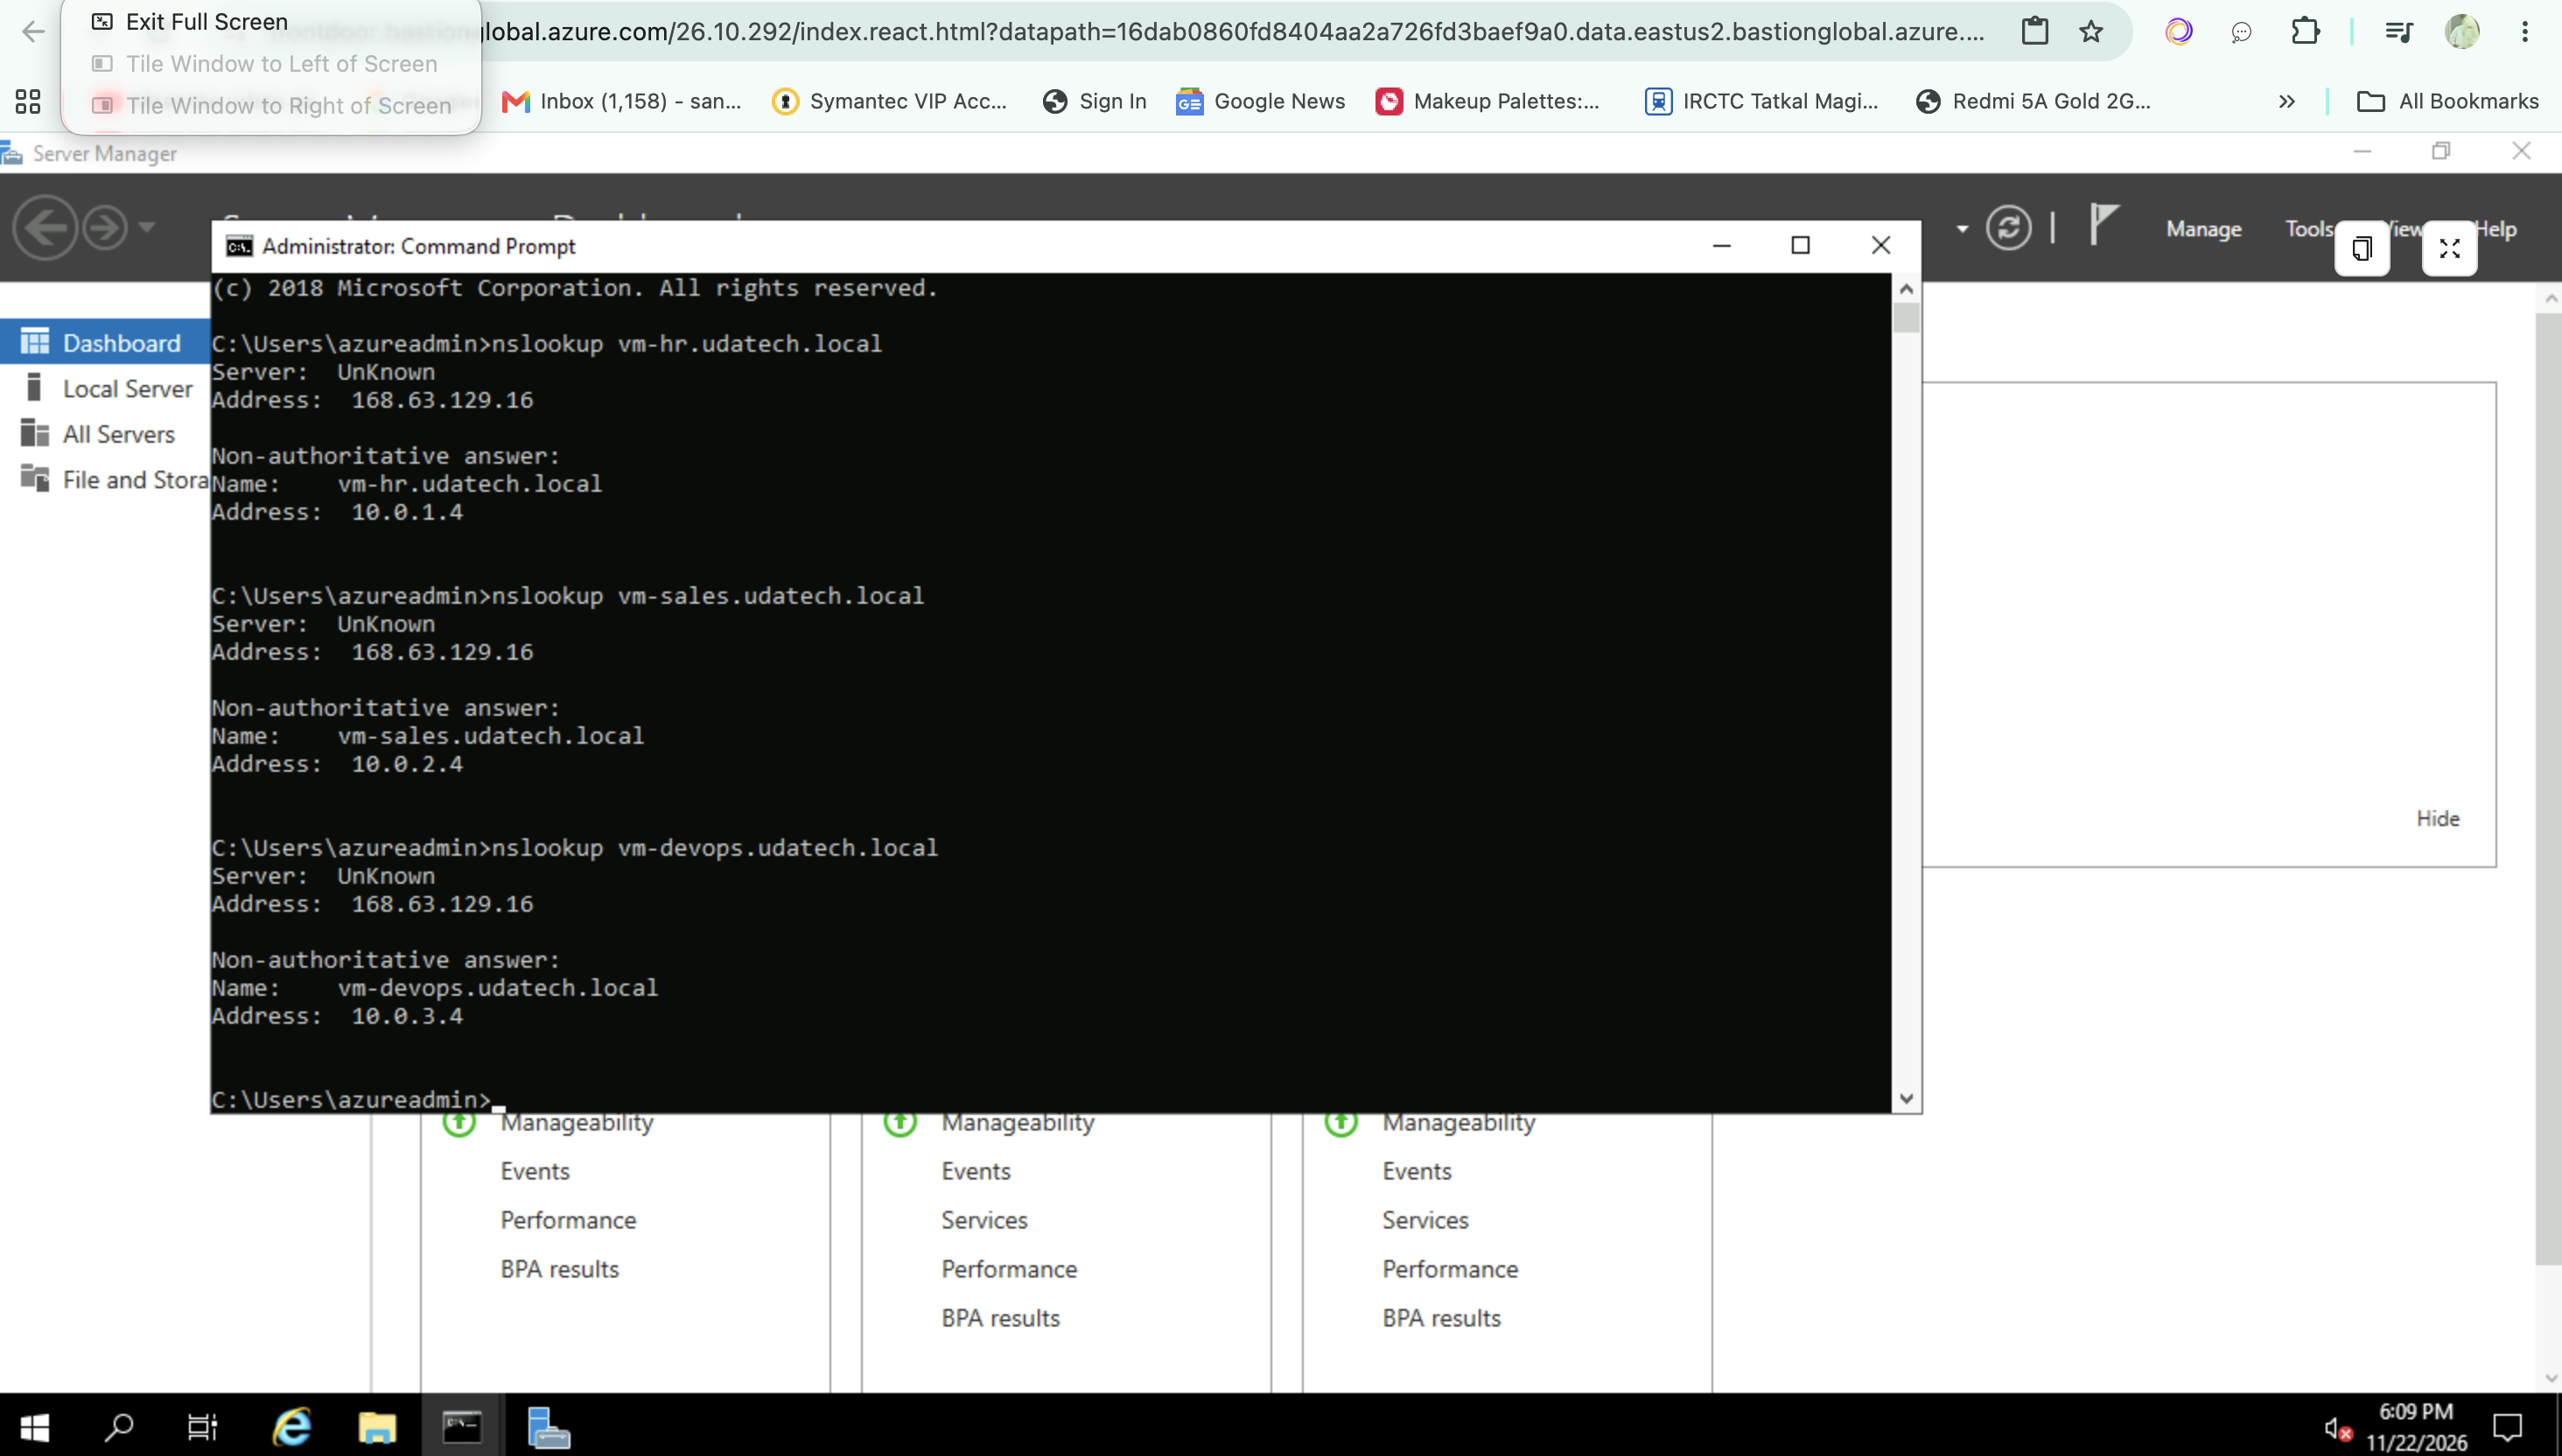 Exit Full Screen
Tile Window to Left of Screen
Tile Window to Right of Screen
global.azure.com/26.10.292/index.react.html?datapath=16dab0860fd8404aa2a726fd3baef9a0.data.eastus2.bastionglobal.azure....
Inbox (1,158) - san...
Symantec VIP Acc...
Sign In
Google News
Makeup Palettes:...
IRCTC Tatkal Magi...
Redmi 5A Gold 2G...
All Bookmarks
Server Manager
Manage
Tools
View
Help
Dashboard
Local Server
All Servers
File and Stora
Administrator: Command Prompt
(c) 2018 Microsoft Corporation. All rights reserved.
C:\Users\azureadmin>nslookup vm-hr.udatech.local
Server:  UnKnown
Address:  168.63.129.16
Non-authoritative answer:
Name:    vm-hr.udatech.local
Address:  10.0.1.4
C:\Users\azureadmin>nslookup vm-sales.udatech.local
Server:  UnKnown
Address:  168.63.129.16
Non-authoritative answer:
Name:    vm-sales.udatech.local
Address:  10.0.2.4
C:\Users\azureadmin>nslookup vm-devops.udatech.local
Server:  UnKnown
Address:  168.63.129.16
Non-authoritative answer:
Name:    vm-devops.udatech.local
Address:  10.0.3.4
C:\Users\azureadmin>
Hide
Manageability
Events
Performance
BPA results
Manageability
Events
Services
Performance
BPA results
Manageability
Events
Services
Performance
BPA results
6:09 PM
11/22/2026